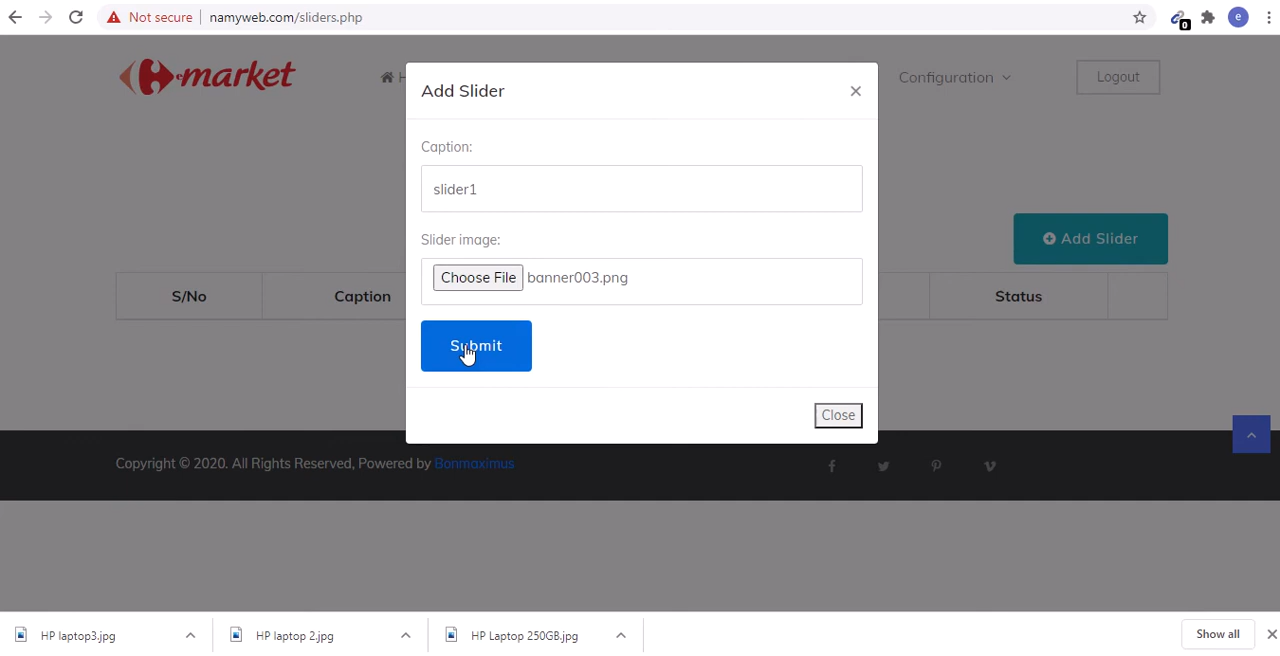 Not secure
namyweb.com/sliders.php
0
e
e-market
H
Configuration
Logout
Add Slider
×
Caption:
slider1
Slider image:
Choose File banner003.png
Submit
Close
Add Slider
S/No
Caption
Status
Copyright © 2020. All Rights Reserved, Powered by Bonmaximus
HP laptop3.jpg
HP laptop 2.jpg
HP Laptop 250GB.jpg
Show all